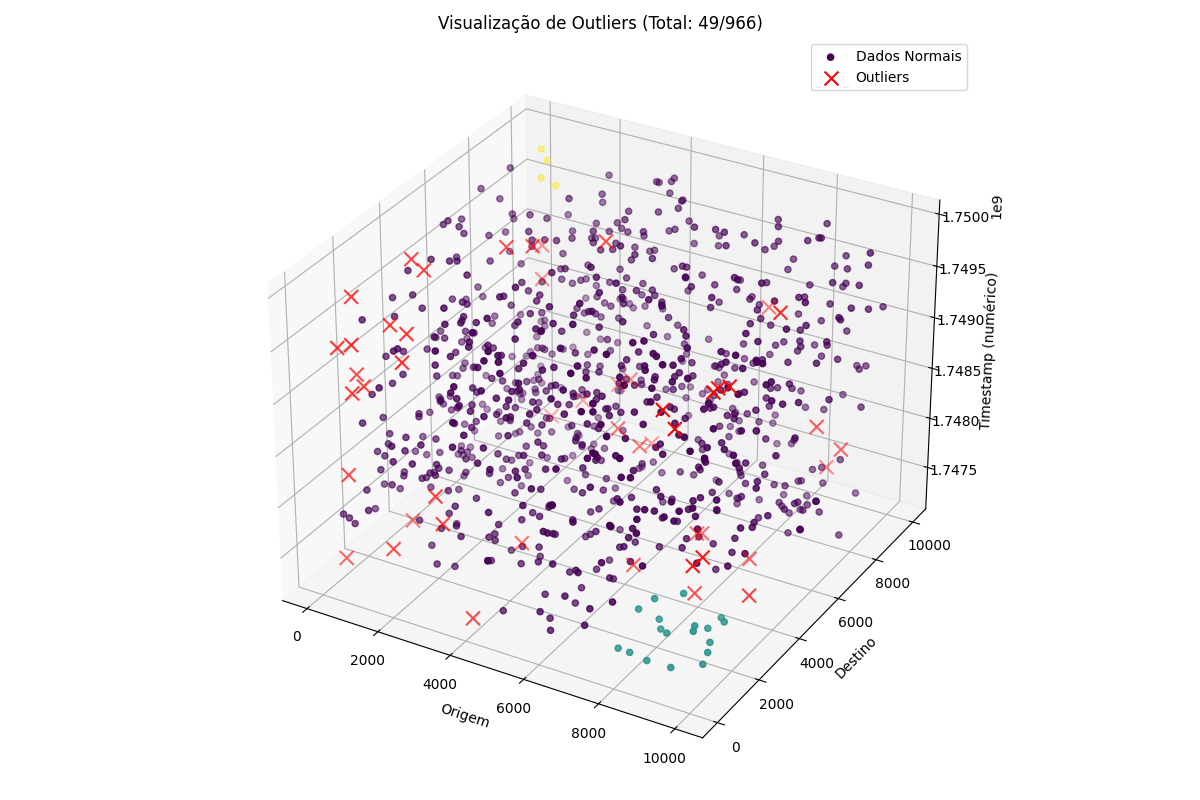 Visualização de Outliers (Total: 49/966)
Dados Normais
Outliers
1e9
1.7500
1.7495
1.7490
1.7485
1.7480
1.7475
Timestamp (numérico)
10000
8000
6000
4000
2000
0
Destino
0
2000
4000
6000
8000
10000
Origem